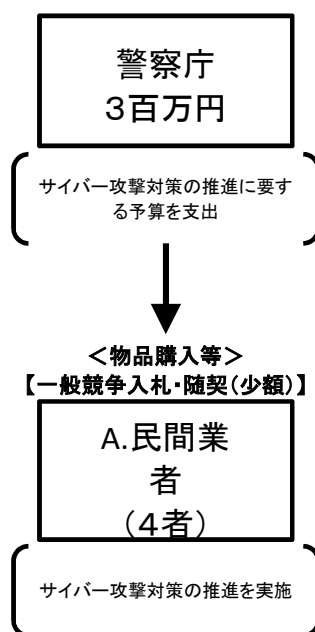 警察庁
3百万円
サイバー攻撃対策の推進に要す
る予算を支出
＜物品購入等＞
【一般競争入札・随契(少額)】
A.民間業
者
（４者）
サイバー攻撃対策の推進を実施